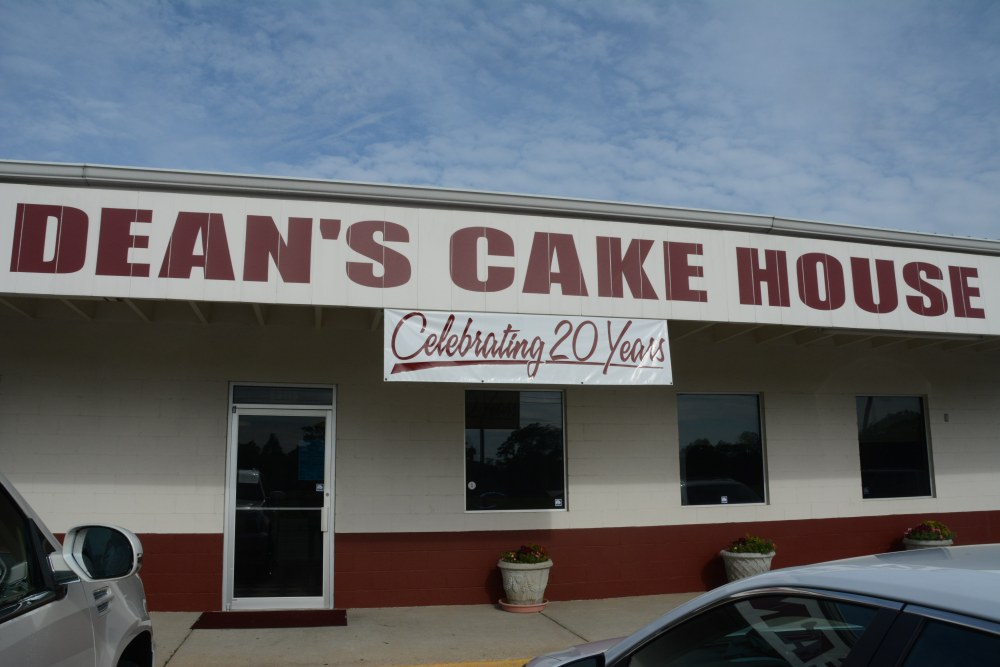 DEAN'S CAKE HOUSE
Celebrating 20 Years